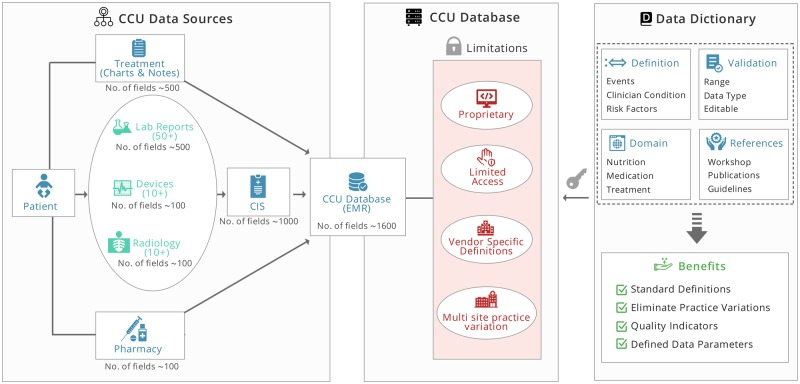 CCU Data Sources
Treatment
(Charts & Notes)
No. of fields ~500
Lab Reports
(50+)
No. of fields ~500
Devices
(10+)
No. of fields ~100
Radiology
(10+)
No. of fields ~100
Patient
CIS
No. of fields ~1000
Pharmacy
No. of fields ~100
CCU Database
(EMR)
No. of fields ~1600
CCU Database
Limitations
Proprietary
Limited
Access
Vendor Specific
Definitions
Multi site practice
variation
D Data Dictionary
Definition
Events
Clinician Condition
Risk Factors
Validation
Range
Data Type
Editable
Domain
Nutrition
Medication
Treatment
References
Workshop
Publications
Guidelines
Benefits
Standard Definitions
Eliminate Practice Variations
Quality Indicators
Defined Data Parameters